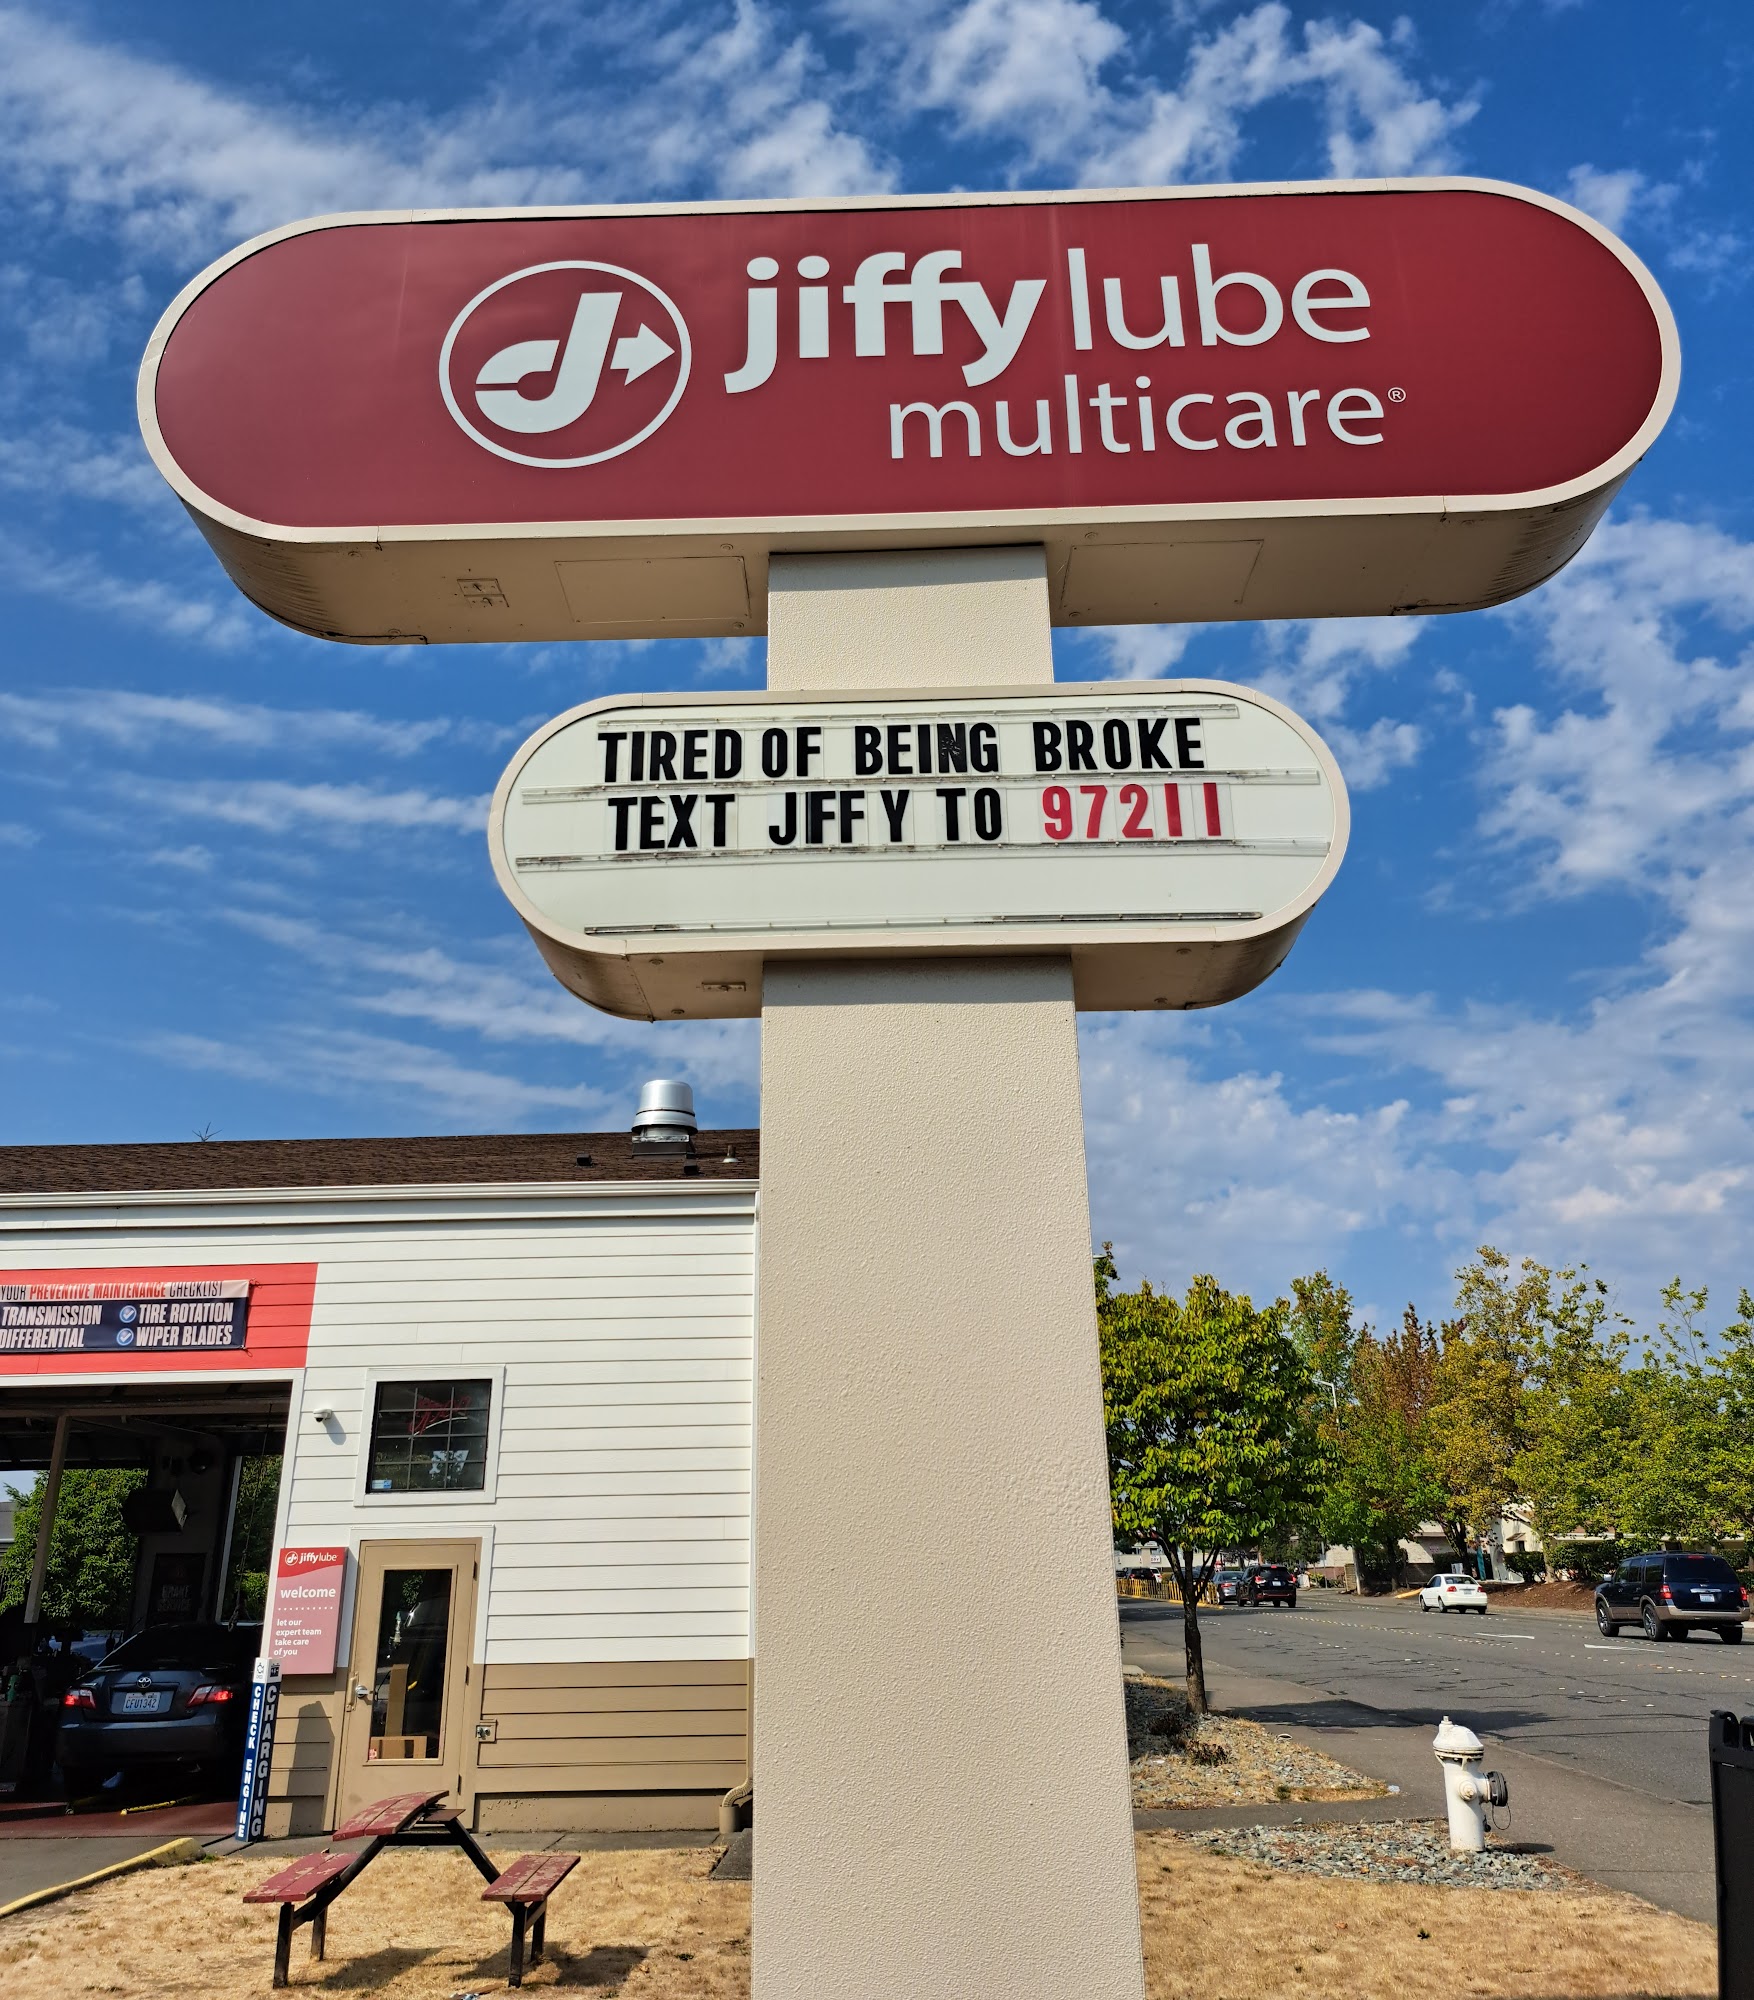 jiffy lube
multicare®
TIRED OF BEING BROKE
TEXT JIFFY TO 97211
YOUR PREVENTIVE MAINTENANCE CHECKLIST
TRANSMISSION TIRE ROTATION
DIFFERENTIAL WIPER BLADES
jiffy lube
welcome
let our
expert team
take care
of you
CFU1342
CHECK ENGINE
CHARGING